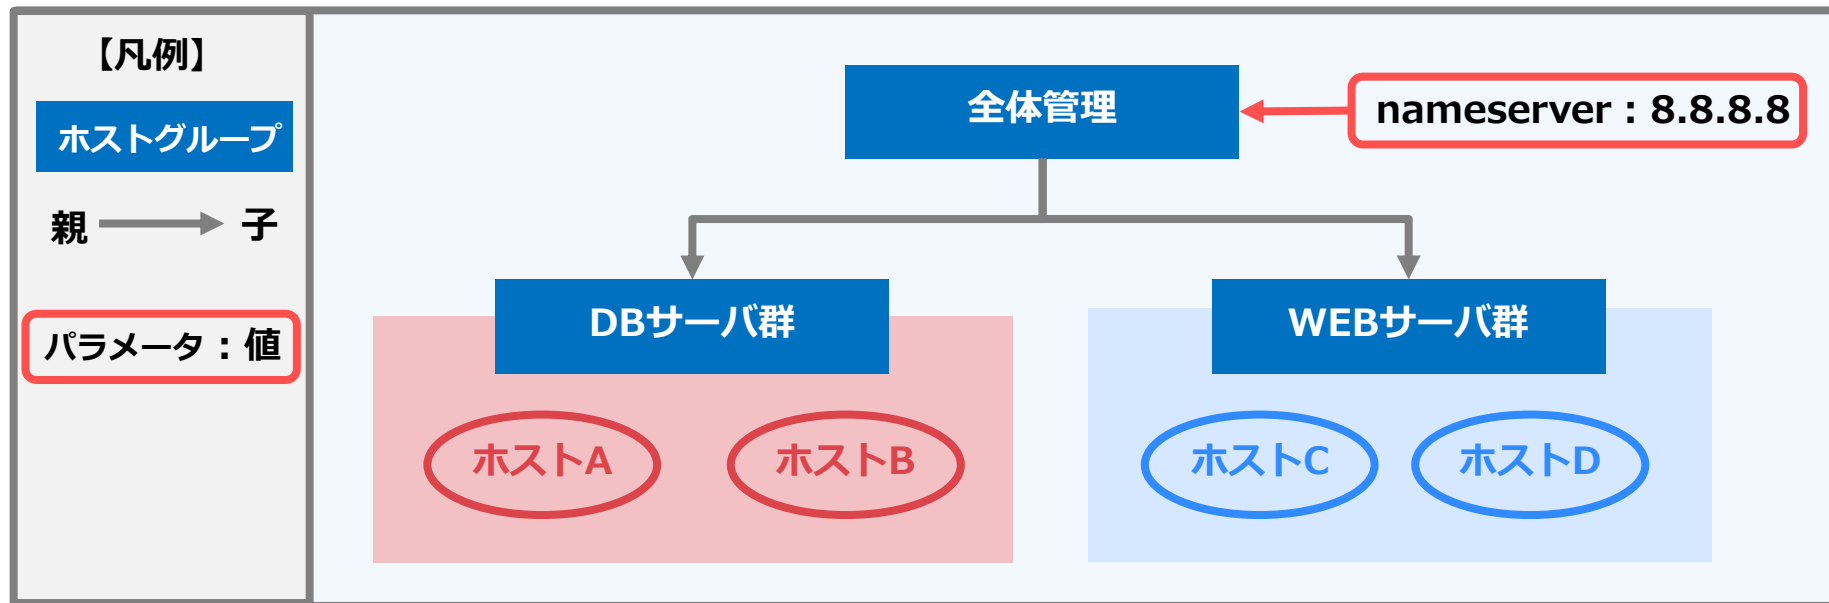 【凡例】
ホストグループ
親 子
パラメータ：値
全体管理
nameserver：8.8.8.8
DBサーバ群
WEBサーバ群
ホストA
ホストB
ホストC
ホストD